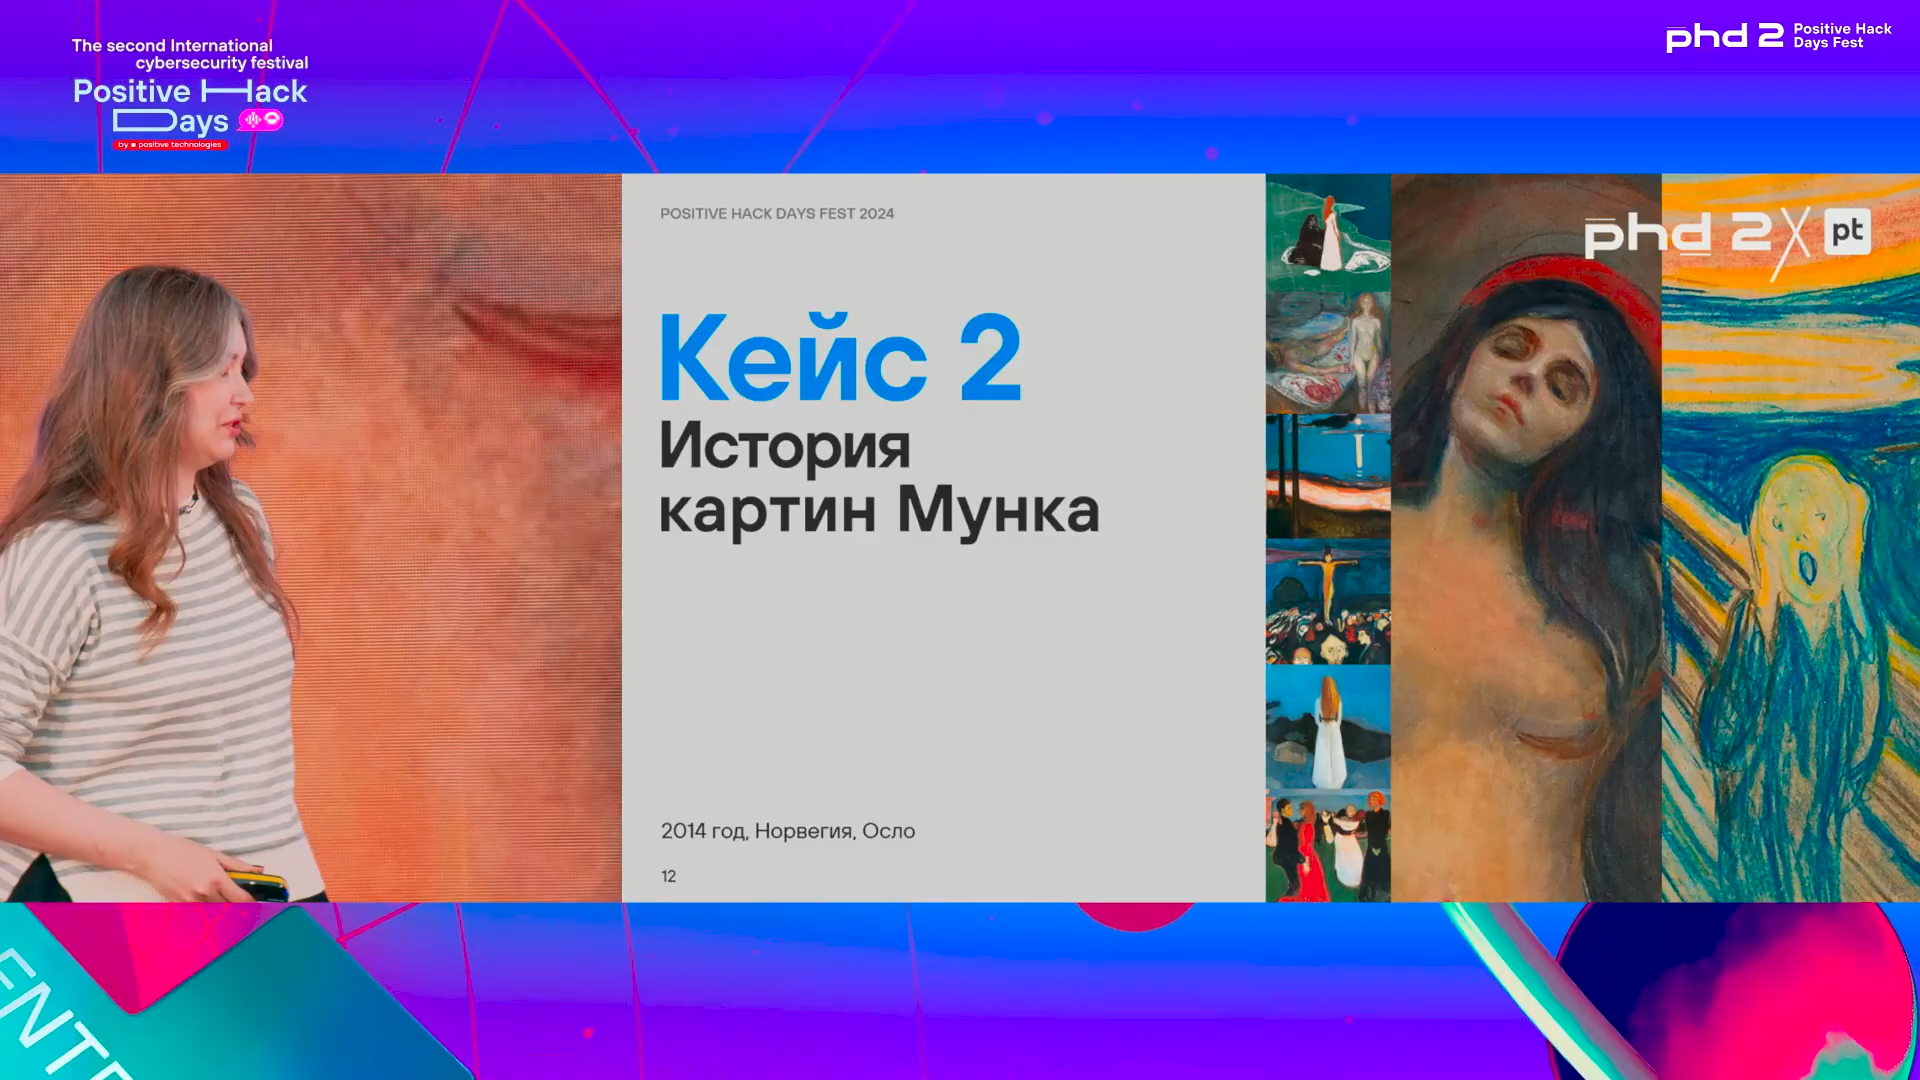 The second International
cybersecurity festival
Positive Hack
Days
by positive technologies
phd 2
Positive Hack
Days Fest
POSITIVE HACK DAYS FEST 2024
phd 2 X pt
Кейс 2
История
картин Мунка
2014 год, Норвегия, Осло
12